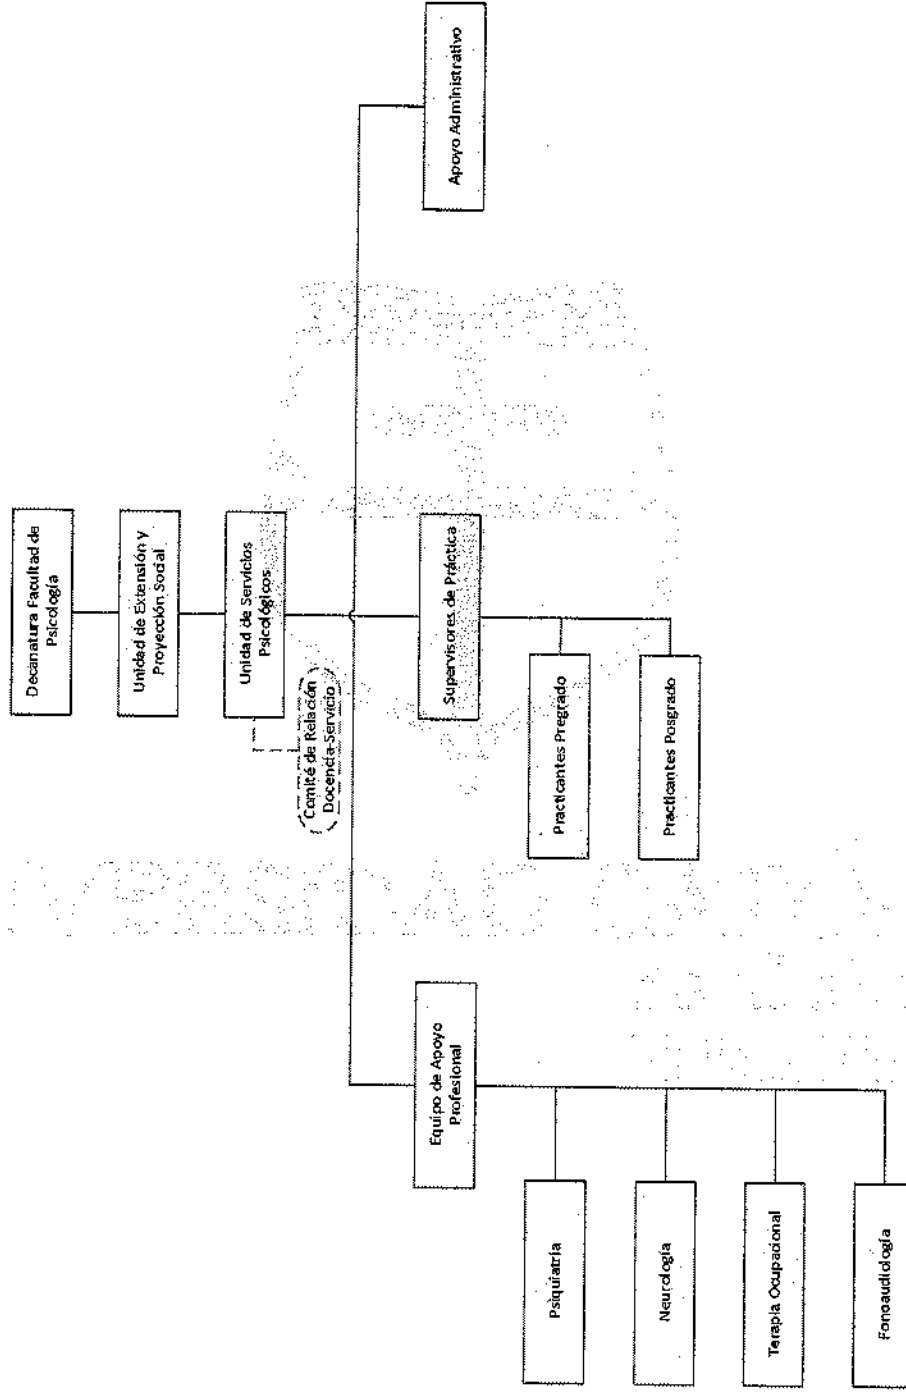 Decanatura Facultad de
Psicología
Unidad de Extensión y
Proyección Social
Unidad de Servicios
Psicológicos
Comité de Relación
Docencia-Servicio
Equipo de Apoyo
Profesional
Psiquiatría
Neurología
Terapia Ocupacional
Fonoaudiología
Supervisores de Práctica
Practicantes Pregrado
Practicantes Posgrado
Apoyo Administrativo